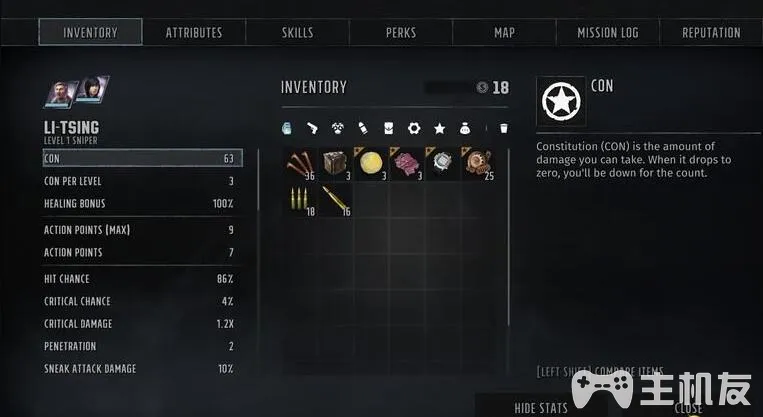 INVENTORY
ATTRIBUTES
SKILLS
PERKS
MAP
MISSION LOG
REPUTATION
LI-TSING
LEVEL 1 SNIPER
CON 63
CON PER LEVEL 3
HEALING BONUS 100%
ACTION POINTS (MAX) 9
ACTION POINTS 7
HIT CHANCE 86%
CRITICAL CHANCE 4%
CRITICAL DAMAGE 1.2X
PENETRATION 2
SNEAK ATTACK DAMAGE 10%
INVENTORY
18
36
3
3
3
3
25
18
16
CON
Constitution (CON) is the amount of
damage you can take. When it drops to
zero, you'll be down for the count.
[LEFT SHIFT] COMPARE ITEMS
HIDE STATS
CLOSE
主机友